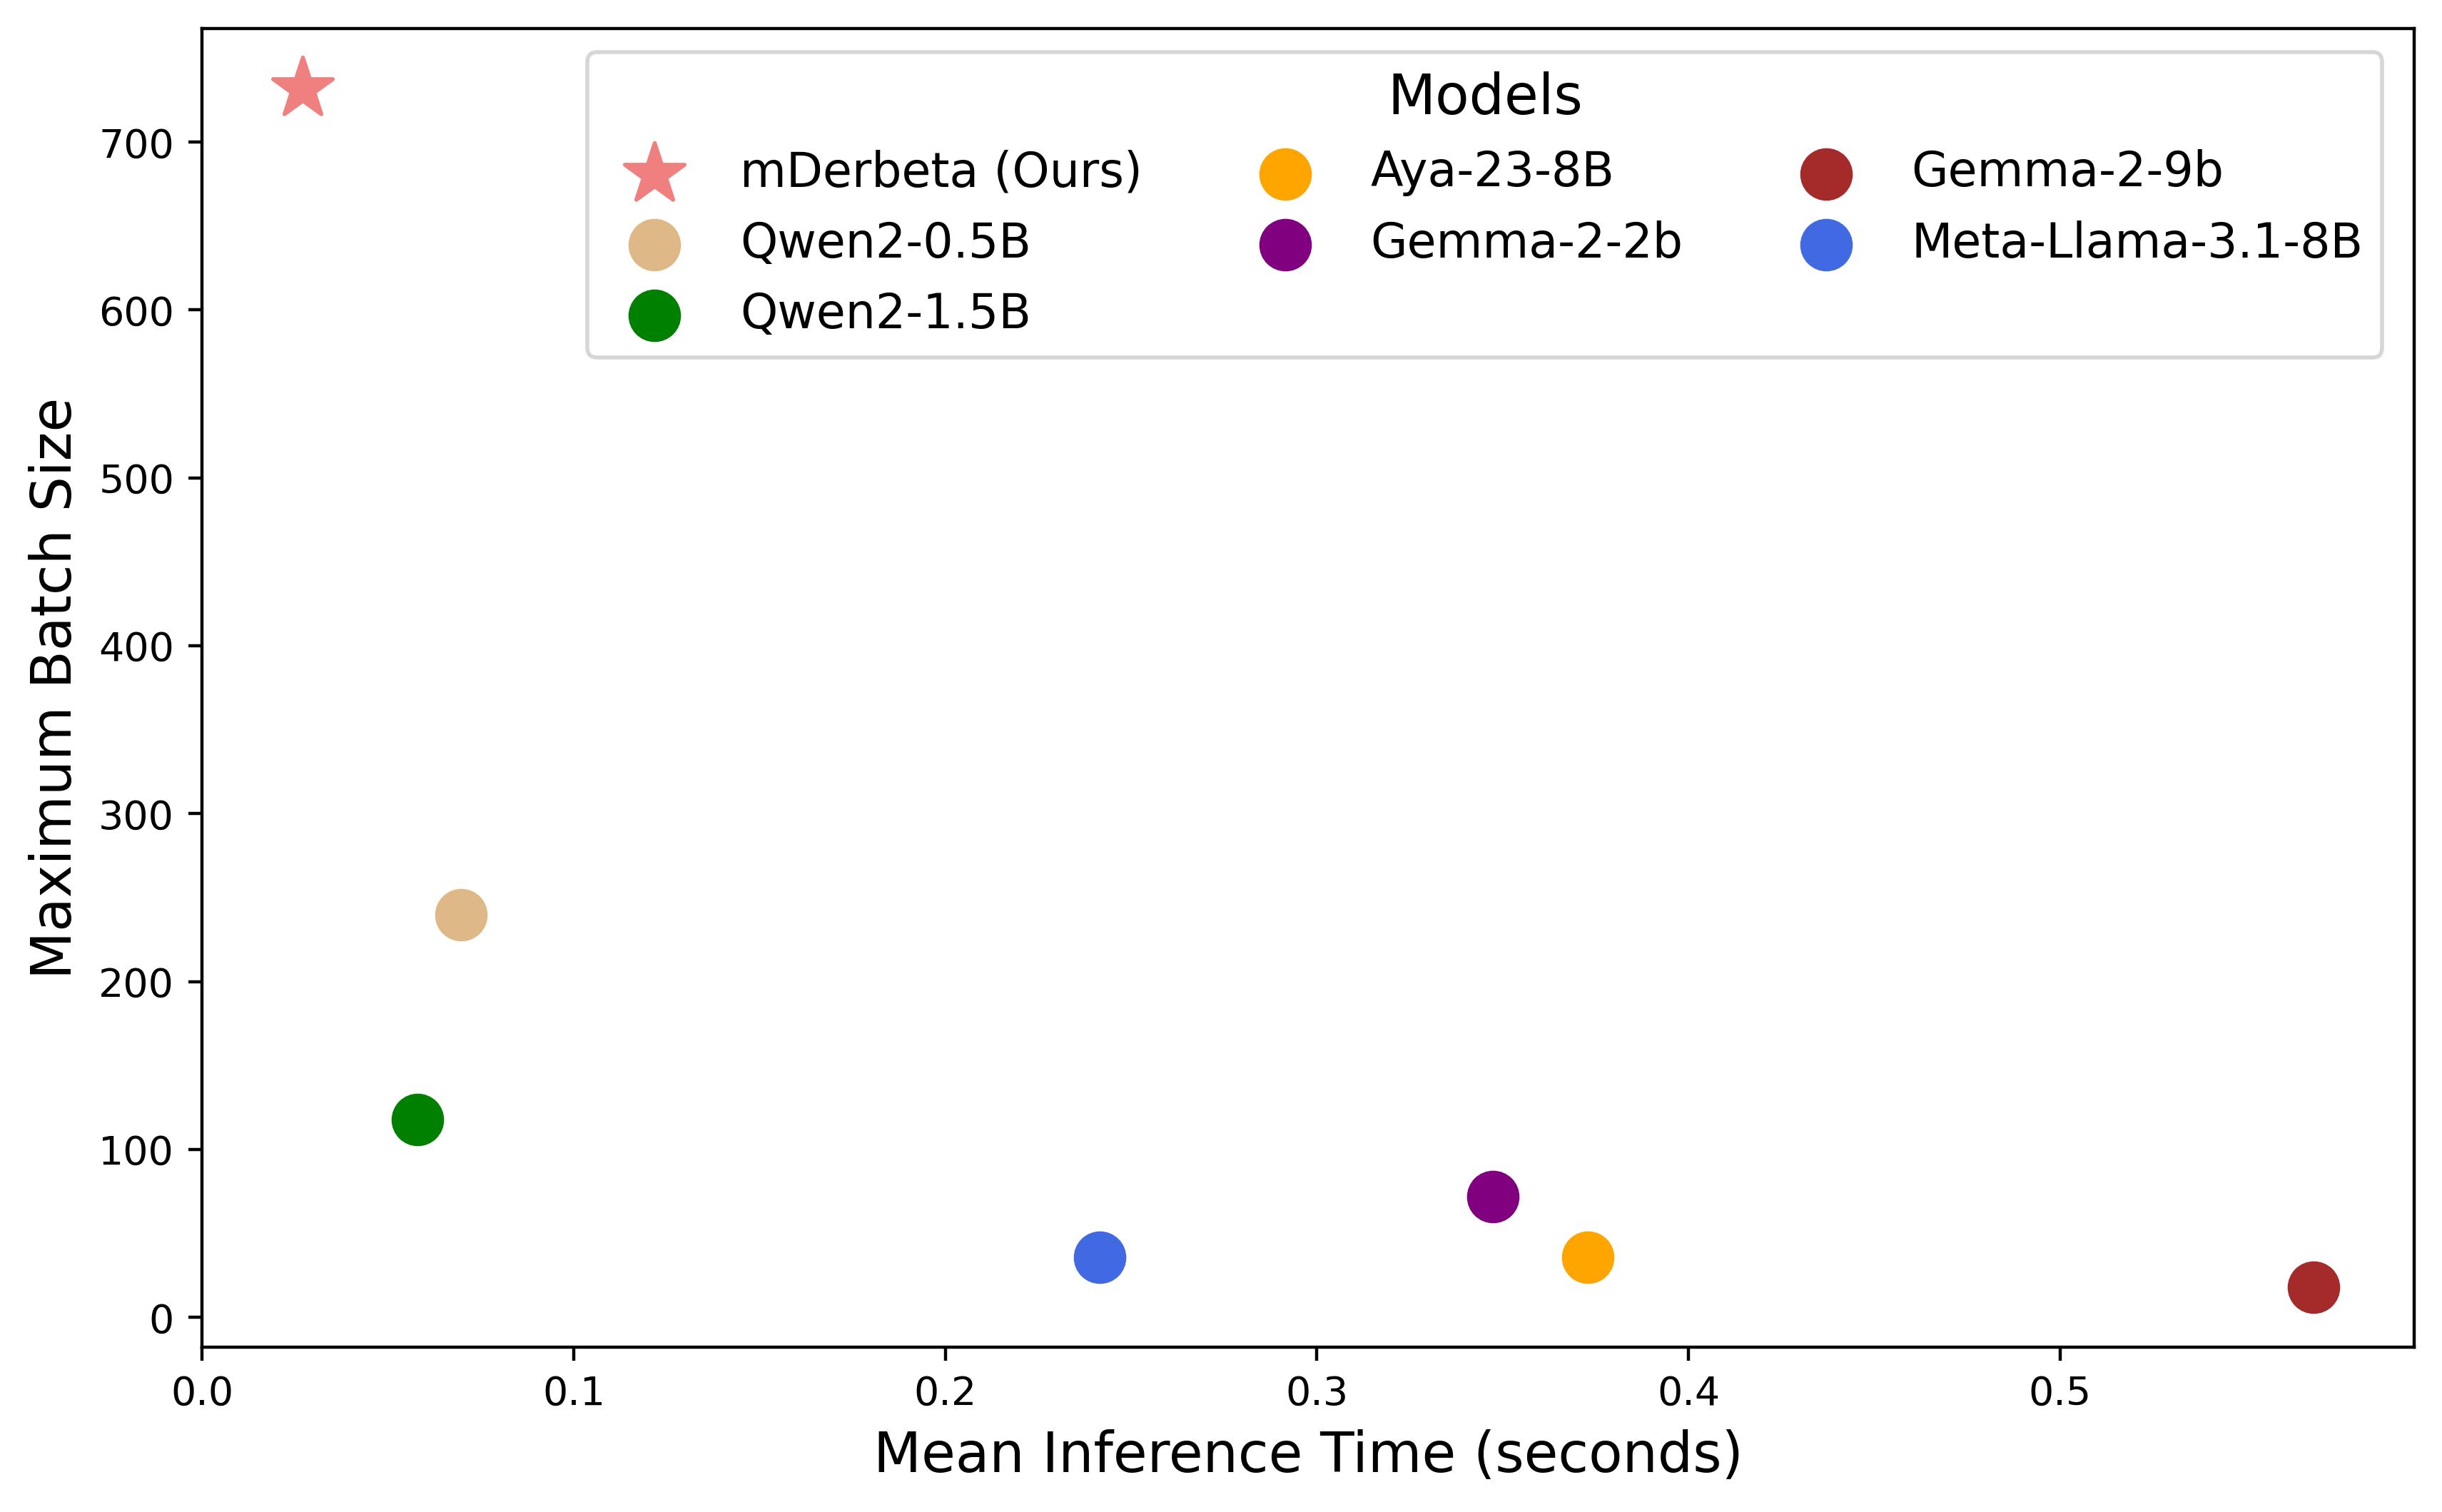 Models
mDerbeta (Ours)
Qwen2-0.5B
Qwen2-1.5B
Aya-23-8B
Gemma-2-2b
Gemma-2-9b
Meta-Llama-3.1-8B
Maximum Batch Size
700
600
500
400
300
200
100
0
0.0 0.1 0.2 0.3 0.4 0.5
Mean Inference Time (seconds)